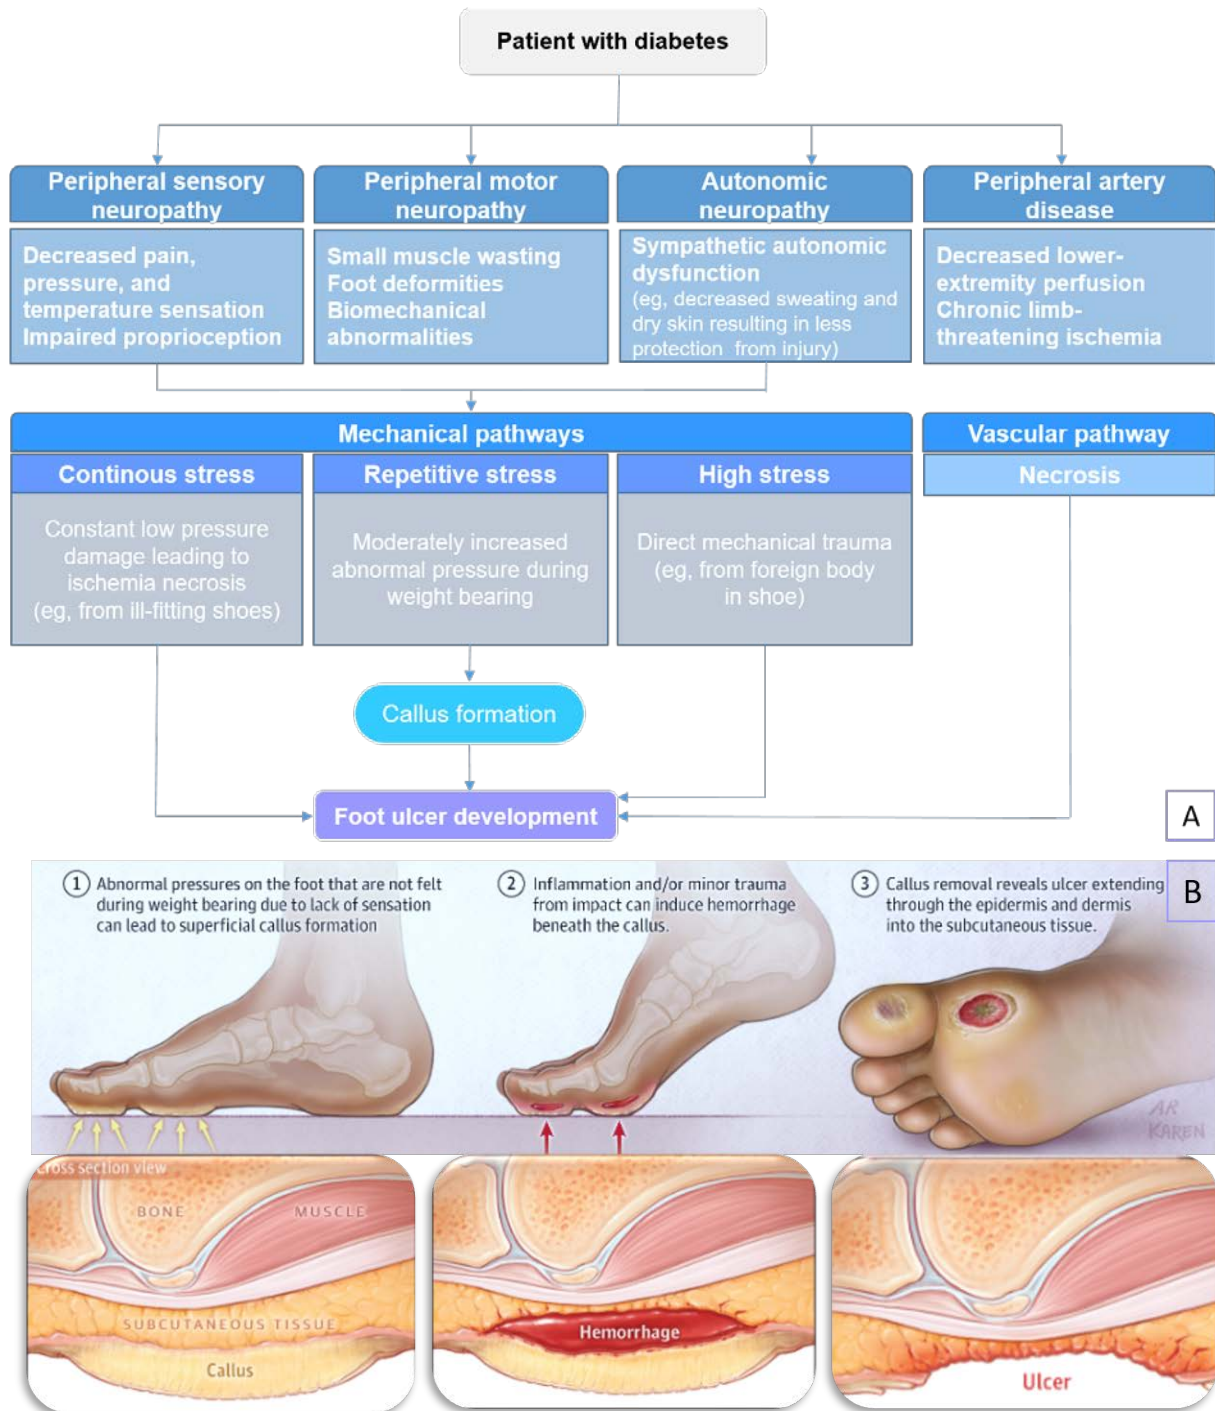 Patient with diabetes
Peripheral sensory
neuropathy
Decreased pain,
pressure, and
temperature sensation
Impaired proprioception
Peripheral motor
neuropathy
Small muscle wasting
Foot deformities
Biomechanical
abnormalities
Autonomic
neuropathy
Sympathetic autonomic
dysfunction
(eg, decreased sweating and
dry skin resulting in less
protection from injury)
Peripheral artery
disease
Decreased lower-
extremity perfusion
Chronic limb-
threatening ischemia
Mechanical pathways
Vascular pathway
Continous stress
Constant low pressure
damage leading to
ischemia necrosis
(eg, from ill-fitting shoes)
Repetitive stress
Moderately increased
abnormal pressure during
weight bearing
High stress
Direct mechanical trauma
(eg, from foreign body
in shoe)
Necrosis
Callus formation
Foot ulcer development
A
B
1 Abnormal pressures on the foot that are not felt
during weight bearing due to lack of sensation
can lead to superficial callus formation
2 Inflammation and/or minor trauma
from impact can induce hemorrhage
beneath the callus.
3 Callus removal reveals ulcer extending
through the epidermis and dermis
into the subcutaneous tissue.
AR
KAREN
Cross section view
BONE
MUSCLE
SUBCUTANEOUS TISSUE
Callus
Hemorrhage
Ulcer